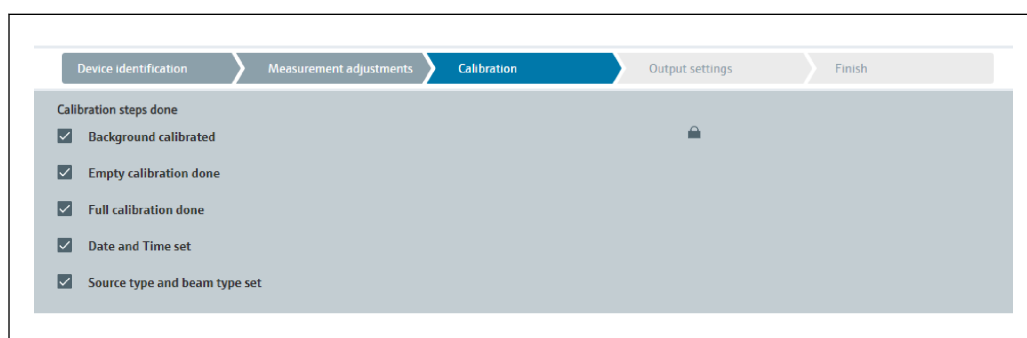 Device identification Measurement adjustments Calibration Output settings Finish
Calibration steps done
Background calibrated
Empty calibration done
Full calibration done
Date and Time set
Source type and beam type set